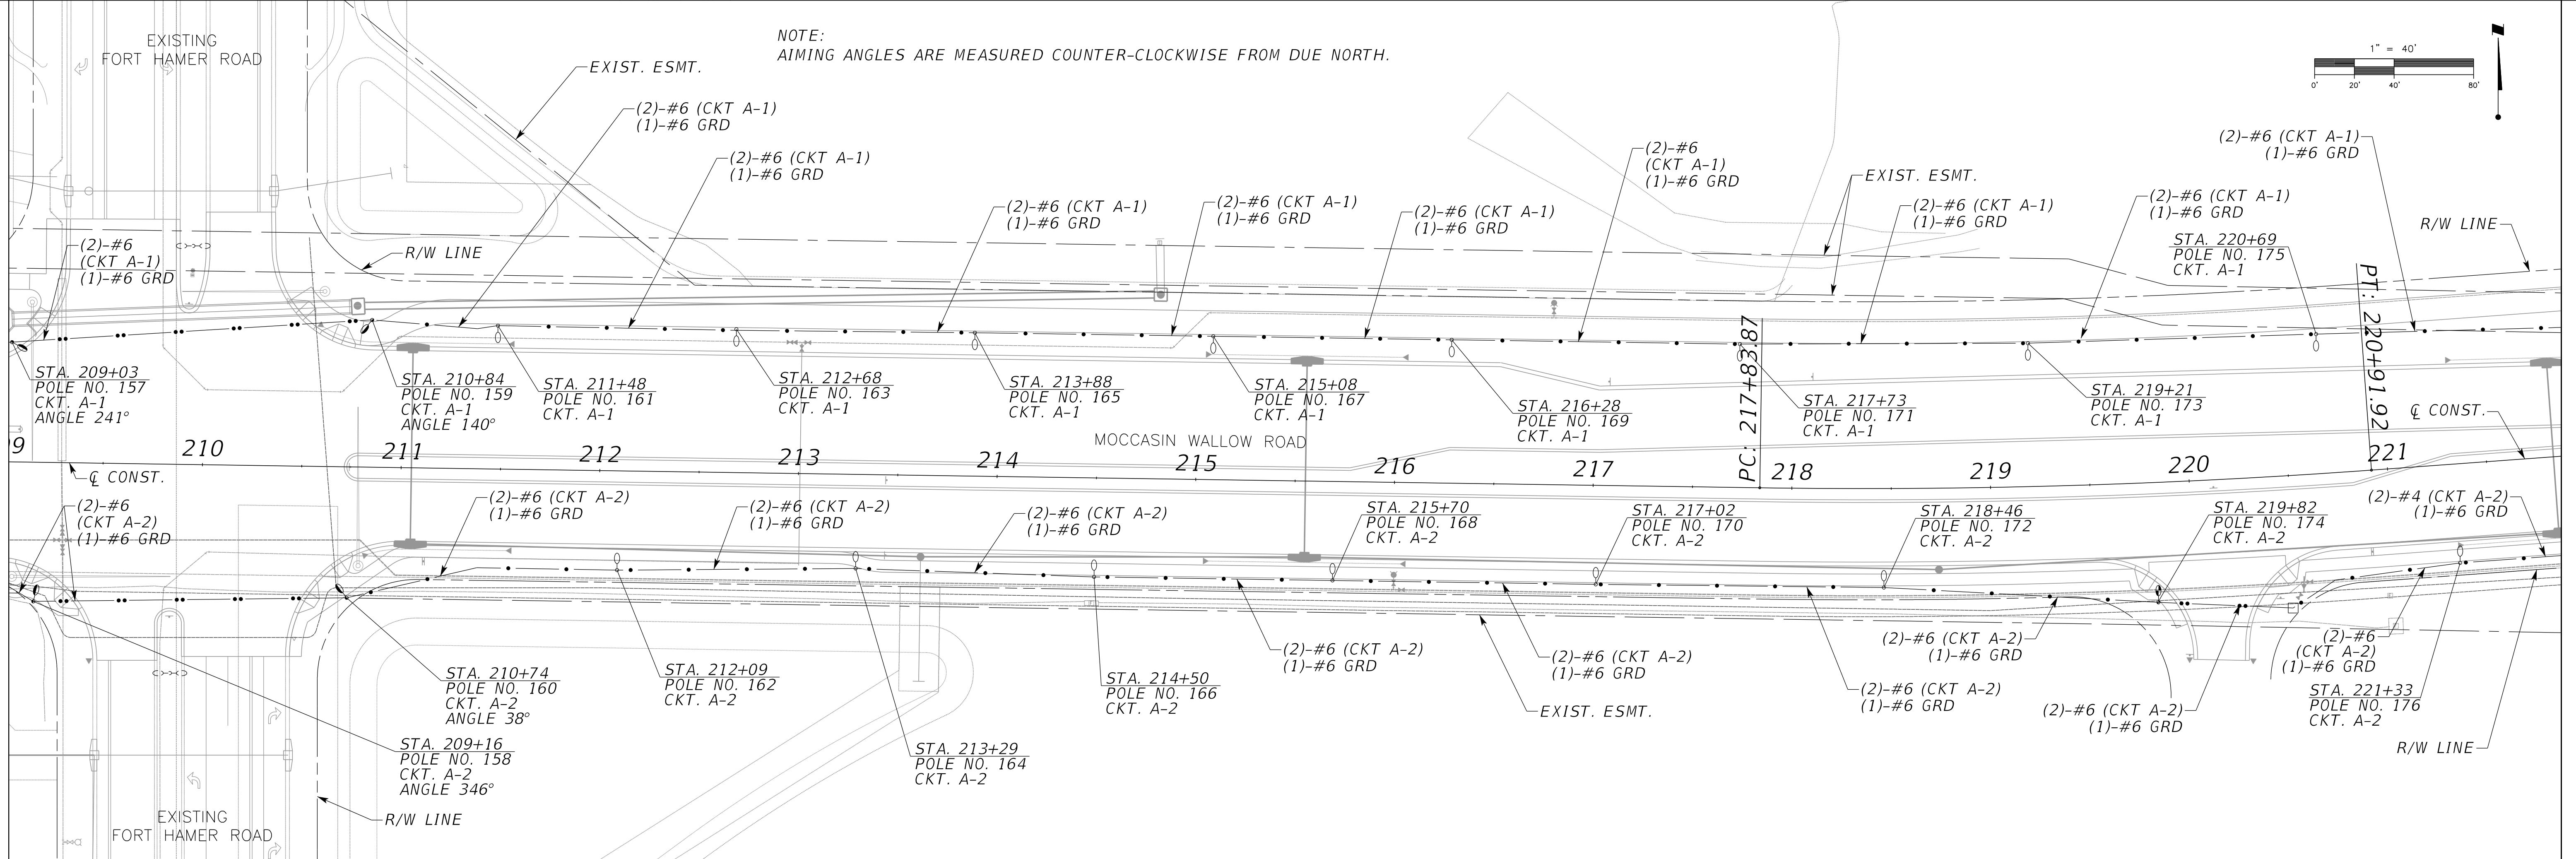 EXISTING
FORT HAMER ROAD
NOTE:
AIMING ANGLES ARE MEASURED COUNTER-CLOCKWISE FROM DUE NORTH.
1" = 40'
0' 20' 40' 80'
N
EXIST. ESMT.
(2)-#6 (CKT A-1)
(1)-#6 GRD
(2)-#6 (CKT A-1)
(1)-#6 GRD
(2)-#6 (CKT A-1)
(1)-#6 GRD
(2)-#6 (CKT A-1)
(1)-#6 GRD
(2)-#6 (CKT A-1)
(1)-#6 GRD
(2)-#6
(CKT A-1)
(1)-#6 GRD
EXIST. ESMT.
(2)-#6 (CKT A-1)
(1)-#6 GRD
(2)-#6 (CKT A-1)
(1)-#6 GRD
(2)-#6 (CKT A-1)
(1)-#6 GRD
STA. 220+69
POLE NO. 175
CKT. A-1
R/W LINE
(2)-#6
(CKT A-1)
(1)-#6 GRD
R/W LINE
STA. 209+03
POLE NO. 157
CKT. A-1
ANGLE 241°
STA. 210+84
POLE NO. 159
CKT. A-1
ANGLE 140°
STA. 211+48
POLE NO. 161
CKT. A-1
STA. 212+68
POLE NO. 163
CKT. A-1
STA. 213+88
POLE NO. 165
CKT. A-1
STA. 215+08
POLE NO. 167
CKT. A-1
STA. 216+28
POLE NO. 169
CKT. A-1
PC: 217+83.87
STA. 217+73
POLE NO. 171
CKT. A-1
STA. 219+21
POLE NO. 173
CKT. A-1
PT: 220+91.92
℄ CONST.
MOCCASIN WALLOW ROAD
09 210 211 212 213 214 215 216 217 218 219 220 221
℄ CONST.
(2)-#6
(CKT A-2)
(1)-#6 GRD
(2)-#6 (CKT A-2)
(1)-#6 GRD
(2)-#6 (CKT A-2)
(1)-#6 GRD
(2)-#6 (CKT A-2)
(1)-#6 GRD
STA. 215+70
POLE NO. 168
CKT. A-2
STA. 217+02
POLE NO. 170
CKT. A-2
STA. 218+46
POLE NO. 172
CKT. A-2
STA. 219+82
POLE NO. 174
CKT. A-2
(2)-#4 (CKT A-2)
(1)-#6 GRD
STA. 210+74
POLE NO. 160
CKT. A-2
ANGLE 38°
STA. 212+09
POLE NO. 162
CKT. A-2
STA. 214+50
POLE NO. 166
CKT. A-2
(2)-#6 (CKT A-2)
(1)-#6 GRD
(2)-#6 (CKT A-2)
(1)-#6 GRD
(2)-#6 (CKT A-2)
(1)-#6 GRD
(2)-#6 (CKT A-2)
(1)-#6 GRD
(2)-#6
(CKT A-2)
(1)-#6 GRD
(2)-#6 (CKT A-2)
(1)-#6 GRD
STA. 221+33
POLE NO. 176
CKT. A-2
EXIST. ESMT.
STA. 209+16
POLE NO. 158
CKT. A-2
ANGLE 346°
STA. 213+29
POLE NO. 164
CKT. A-2
R/W LINE
EXISTING
FORT HAMER ROAD
R/W LINE